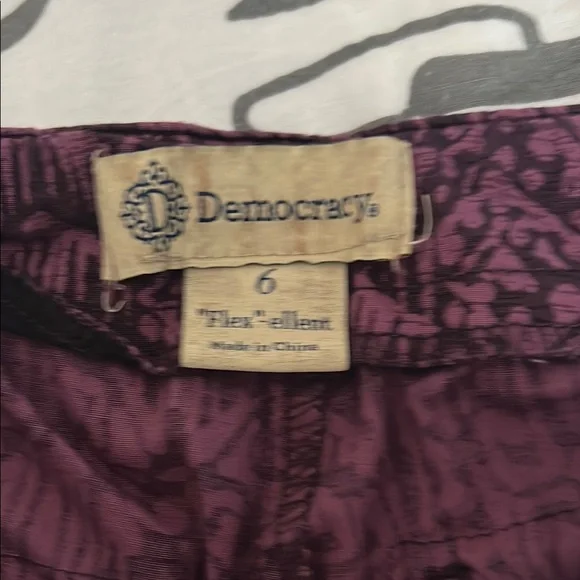 D Democracy®
6
"Flex"-ellent
Made in China